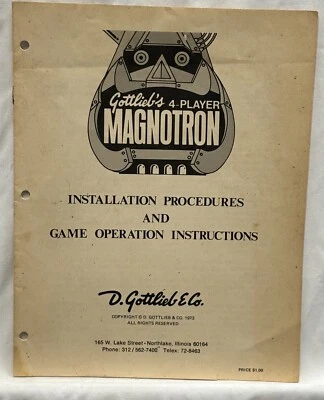 Gottlieb's 4-PLAYER
MAGNOTRON
INSTALLATION PROCEDURES
AND
GAME OPERATION INSTRUCTIONS
D. Gottlieb & Co.
COPYRIGHT © D. GOTTLIEB & CO. 1973
ALL RIGHTS RESERVED
165 W. Lake Street - Northlake, Illinois 60164
Phone: 312 / 562-7400 Telex: 72-8463
PRICE $1.00